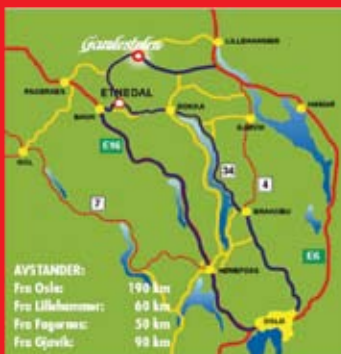 LILLEHAMMER
Gamlestølen
FAGERNES
ETNEDAL
BAGN
DOKKA
GJØVIK
HAMAR
GOL
E16
34
4
7
BRANDBU
HØNEFOSS
E6
OSLO
AVSTANDER:
Fra Oslo: 190 km
Fra Lillehammer: 60 km
Fra Fagernes: 50 km
Fra Gjøvik: 90 km